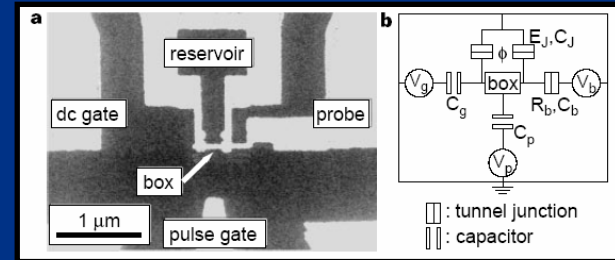 a
reservoir
dc gate
probe
box
1 μm
pulse gate
b
E_J,C_J
ϕ
V_g
C_g
box
R_b,C_b
V_b
C_p
V_p
: tunnel junction
: capacitor